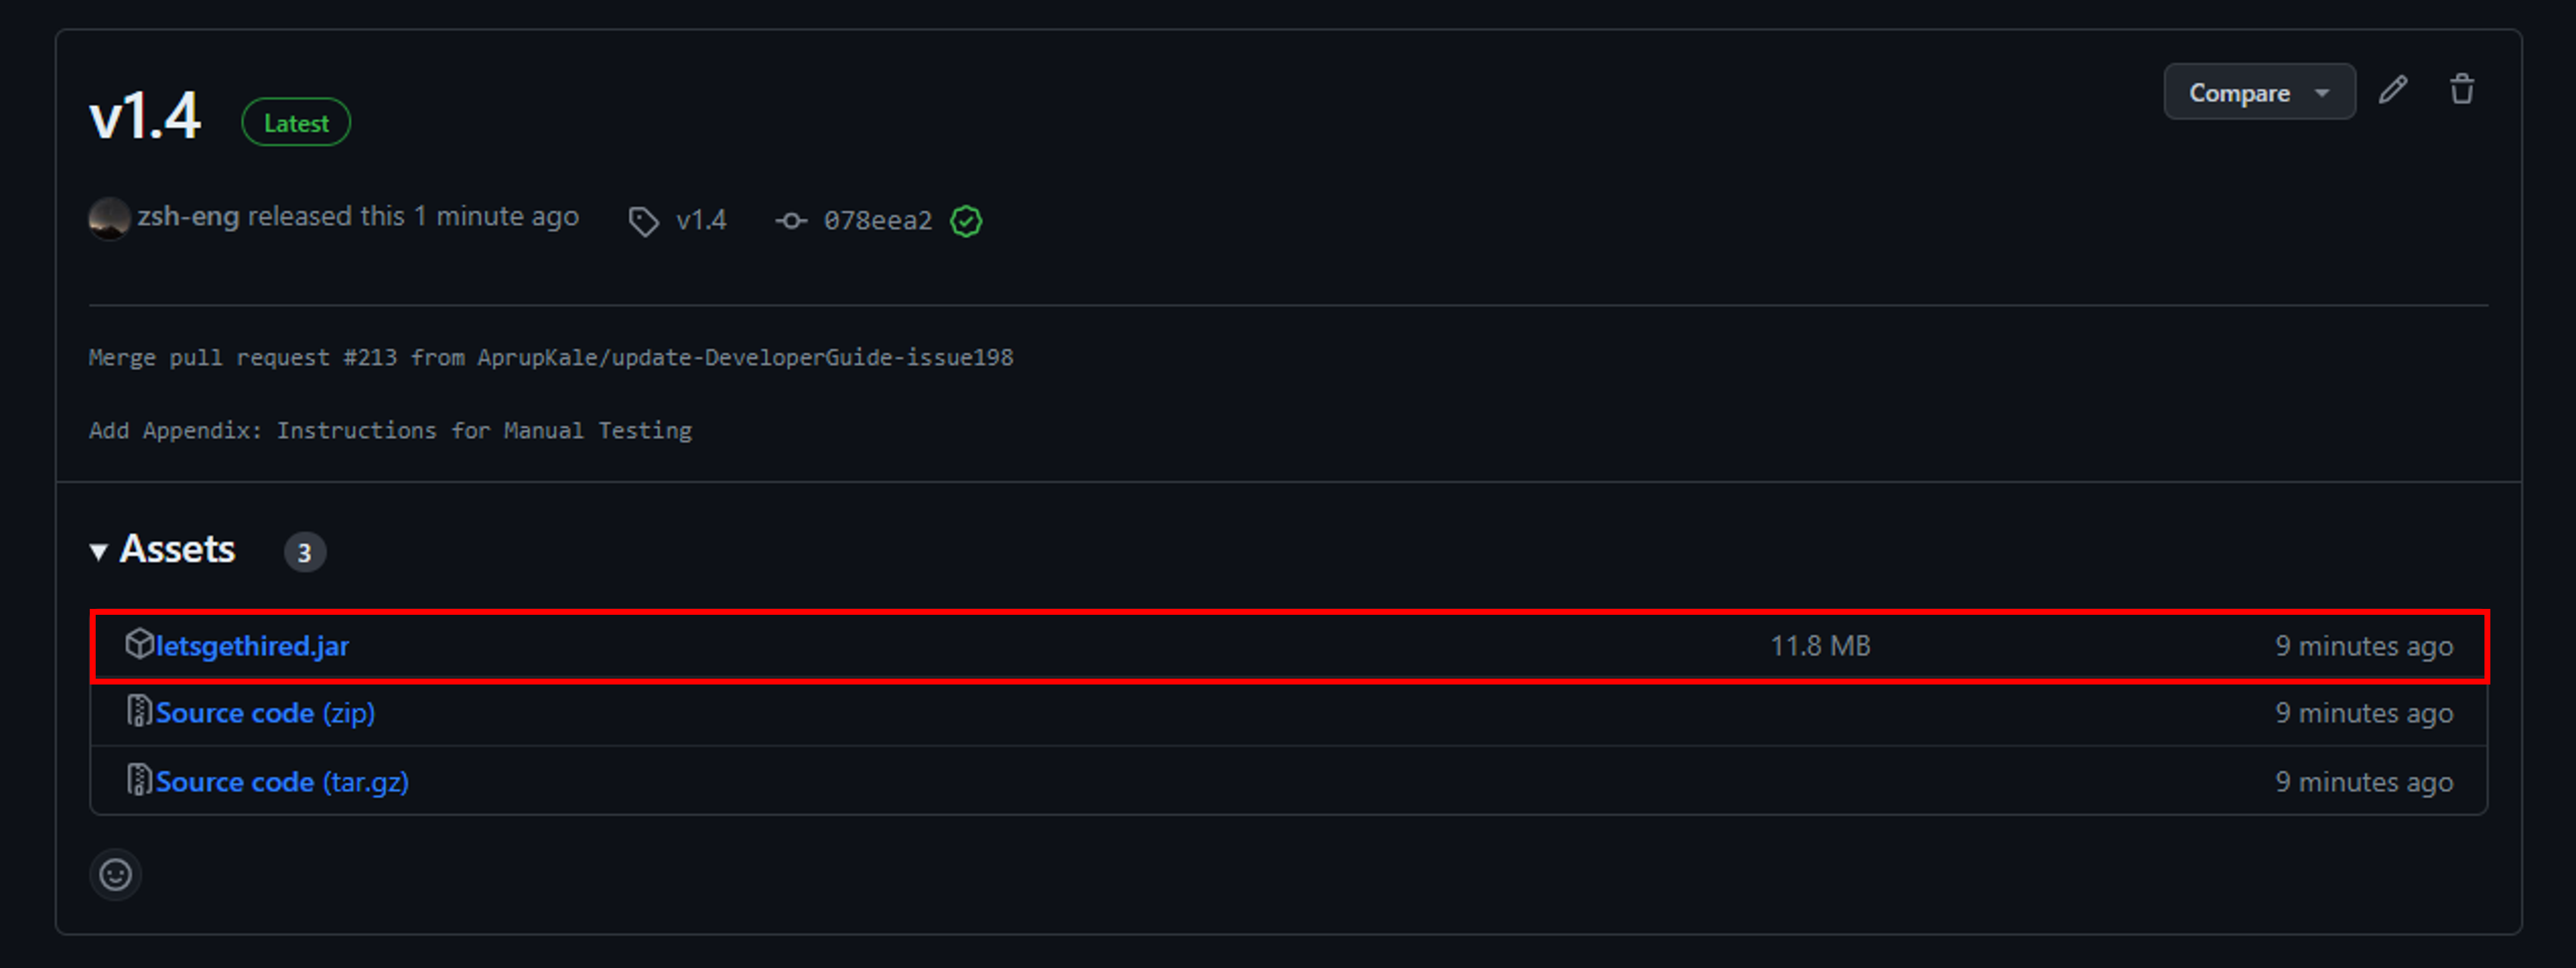 v1.4 Latest Compare
zsh-eng released this 1 minute ago v1.4 078eea2
Merge pull request #213 from AprupKale/update-DeveloperGuide-issue198
Add Appendix: Instructions for Manual Testing
Assets 3
letsgethired.jar 11.8 MB 9 minutes ago
Source code (zip) 9 minutes ago
Source code (tar.gz) 9 minutes ago